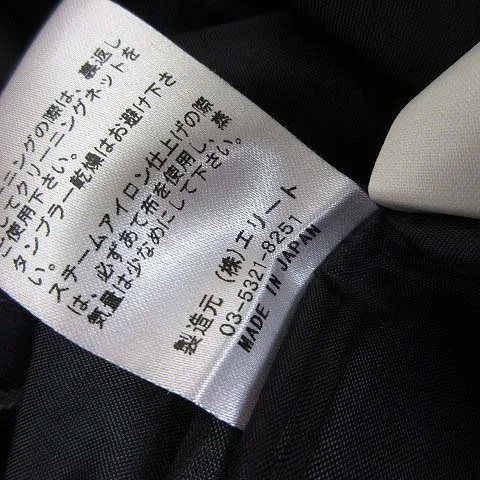 ニングの際は、裏返し
してクリーニングネットを
ご使用下さい。
タンブラー乾燥はお避け下さ
い。
スチームアイロン仕上げの際
は、必ずあて布を使用し、蒸
気量は少なめにして下さい。
製造元 (株)エリート
03-5321-8251
MADE IN JAPAN